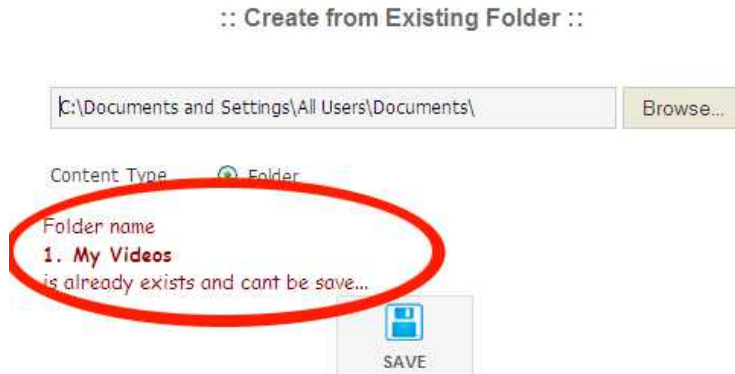 :: Create from Existing Folder ::
C:\Documents and Settings\All Users\Documents\
Browse...
Content Type Folder
Folder name
1. My Videos
is already exists and cant be save...
SAVE